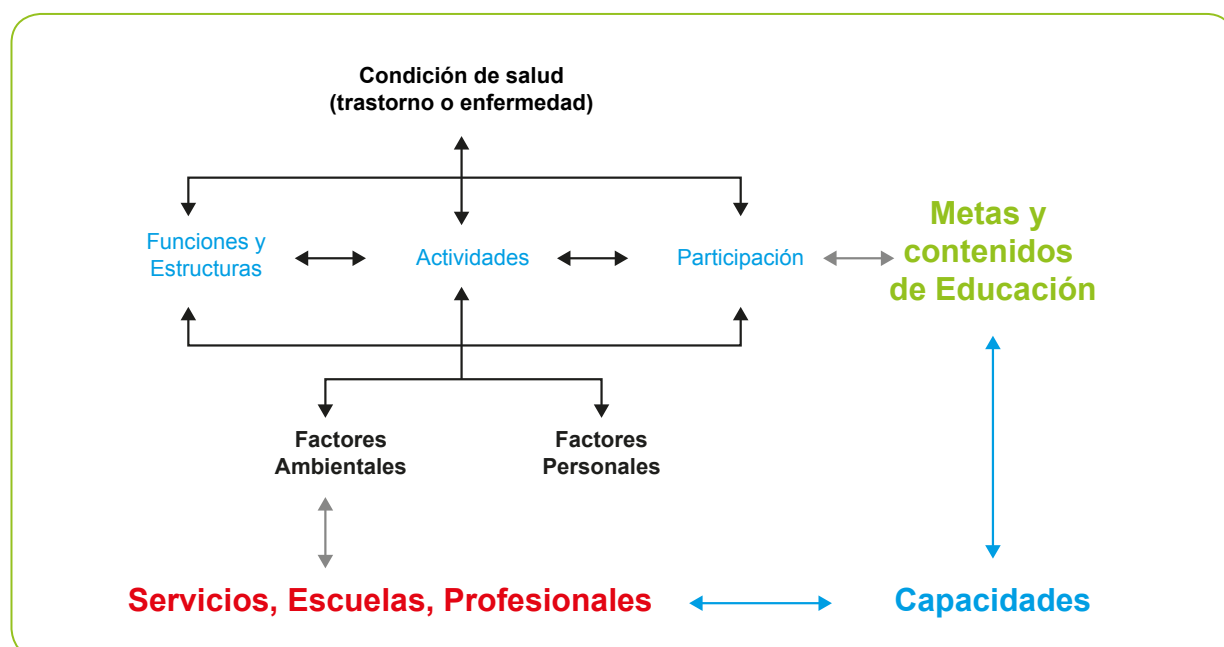 Condición de salud
(trastorno o enfermedad)
Funciones y
Estructuras
Actividades
Participación
Metas y
contenidos
de Educación
Factores
Ambientales
Factores
Personales
Servicios, Escuelas, Profesionales
Capacidades